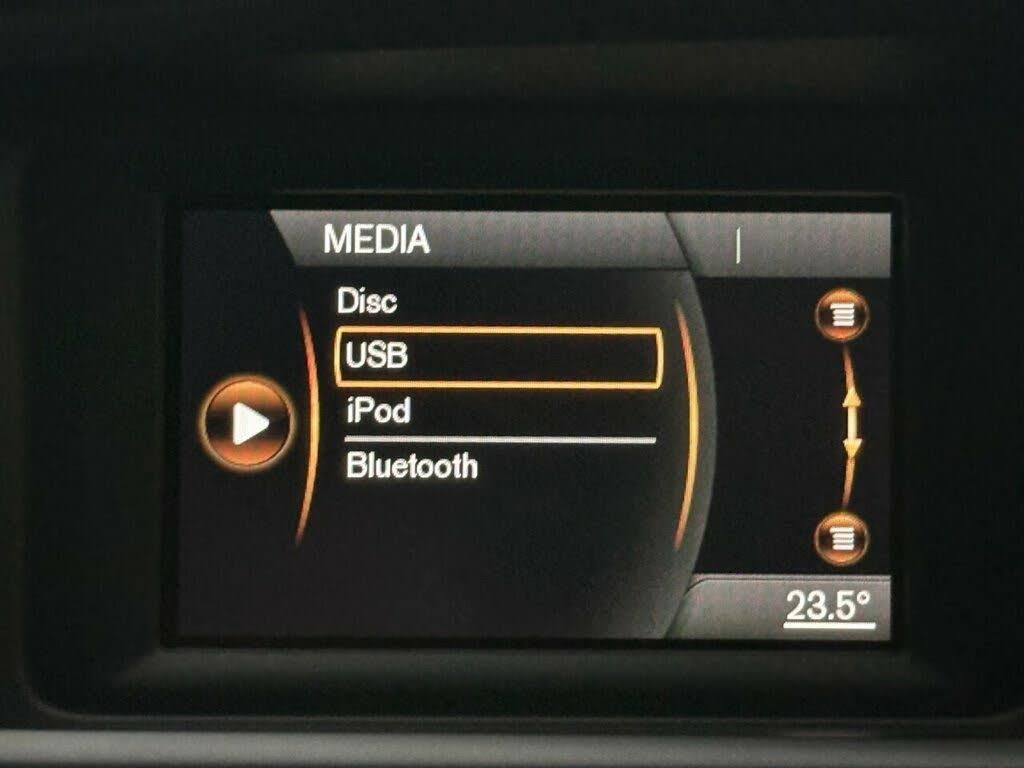 MEDIA
Disc
USB
iPod
Bluetooth
23.5°